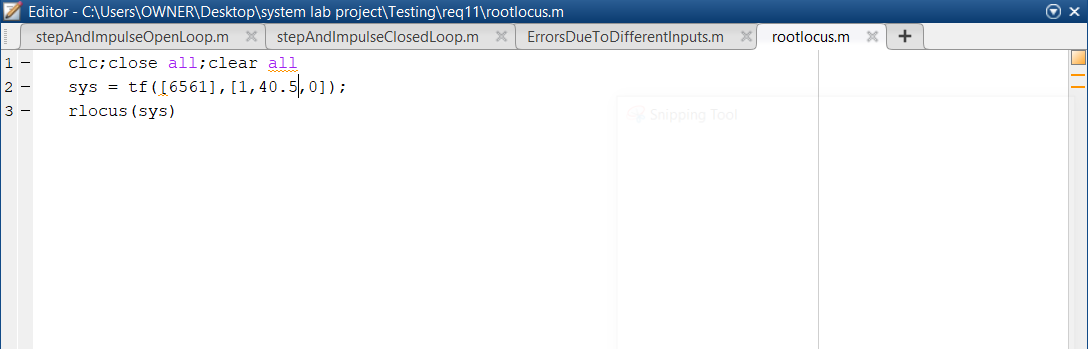 Editor - C:\Users\OWNER\Desktop\system lab project\Testing\req11\rootlocus.m
stepAndImpulseOpenLoop.m stepAndImpulseClosedLoop.m ErrorsDueToDifferentInputs.m rootlocus.m
1 clc;close all;clear all
2 sys = tf([6561],[1,40.5,0]);
3 rlocus(sys)
Snipping Tool